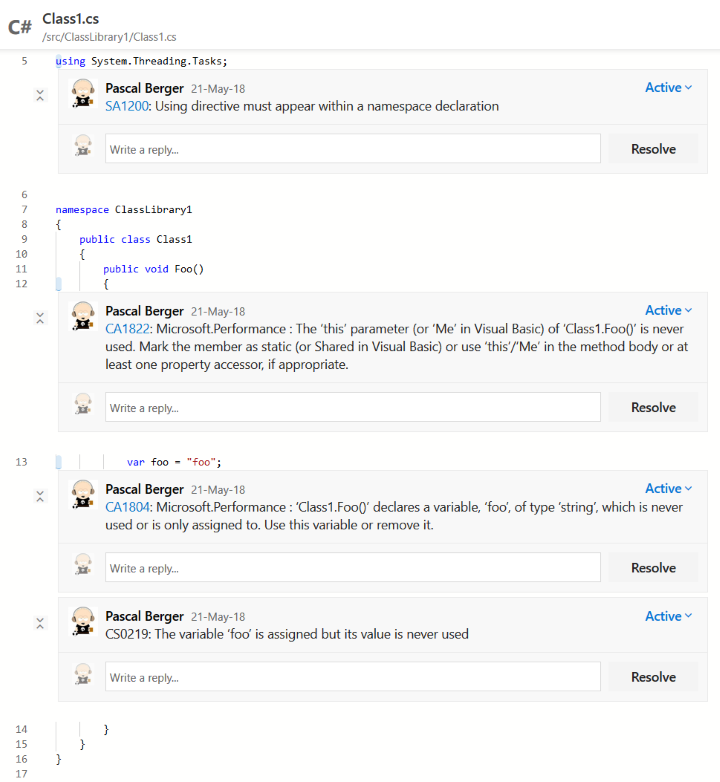 C# Class1.cs
/src/ClassLibrary1/Class1.cs
5 using System.Threading.Tasks;
Pascal Berger 21-May-18 Active
SA1200: Using directive must appear within a namespace declaration
Write a reply... Resolve
6
7 namespace ClassLibrary1
8 {
9 public class Class1
10 {
11 public void Foo()
12 {
Pascal Berger 21-May-18 Active
CA1822: Microsoft.Performance : The 'this' parameter (or 'Me' in Visual Basic) of 'Class1.Foo()' is never
used. Mark the member as static (or Shared in Visual Basic) or use 'this'/'Me' in the method body or at
least one property accessor, if appropriate.
Write a reply... Resolve
13 var foo = "foo";
Pascal Berger 21-May-18 Active
CA1804: Microsoft.Performance : 'Class1.Foo()' declares a variable, 'foo', of type 'string', which is never
used or is only assigned to. Use this variable or remove it.
Write a reply... Resolve
Pascal Berger 21-May-18 Active
CS0219: The variable 'foo' is assigned but its value is never used
Write a reply... Resolve
14 }
15 }
16 }
17